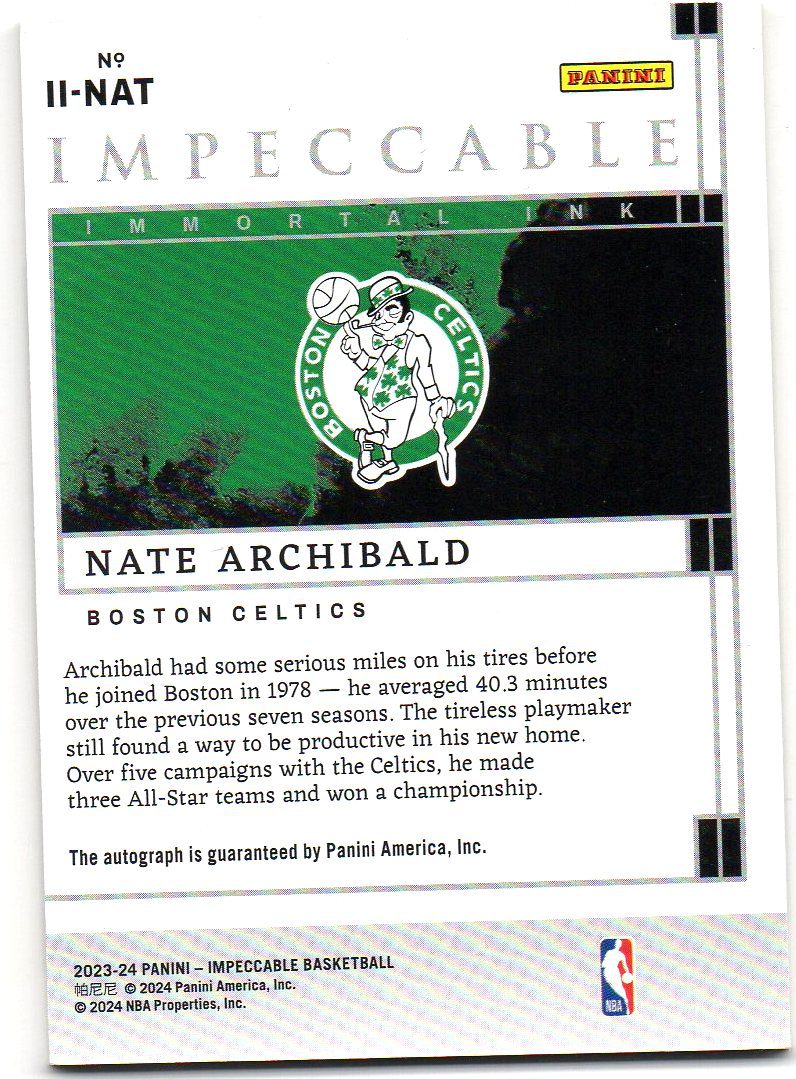 Nº
II-NAT
PANINI
IMPECCABLE
IMMORTAL INK
BOSTON CELTICS
NATE ARCHIBALD
BOSTON CELTICS
Archibald had some serious miles on his tires before
he joined Boston in 1978 — he averaged 40.3 minutes
over the previous seven seasons. The tireless playmaker
still found a way to be productive in his new home.
Over five campaigns with the Celtics, he made
three All-Star teams and won a championship.
The autograph is guaranteed by Panini America, Inc.
2023-24 PANINI – IMPECCABLE BASKETBALL
帕尼尼 © 2024 Panini America, Inc.
© 2024 NBA Properties, Inc.
NBA